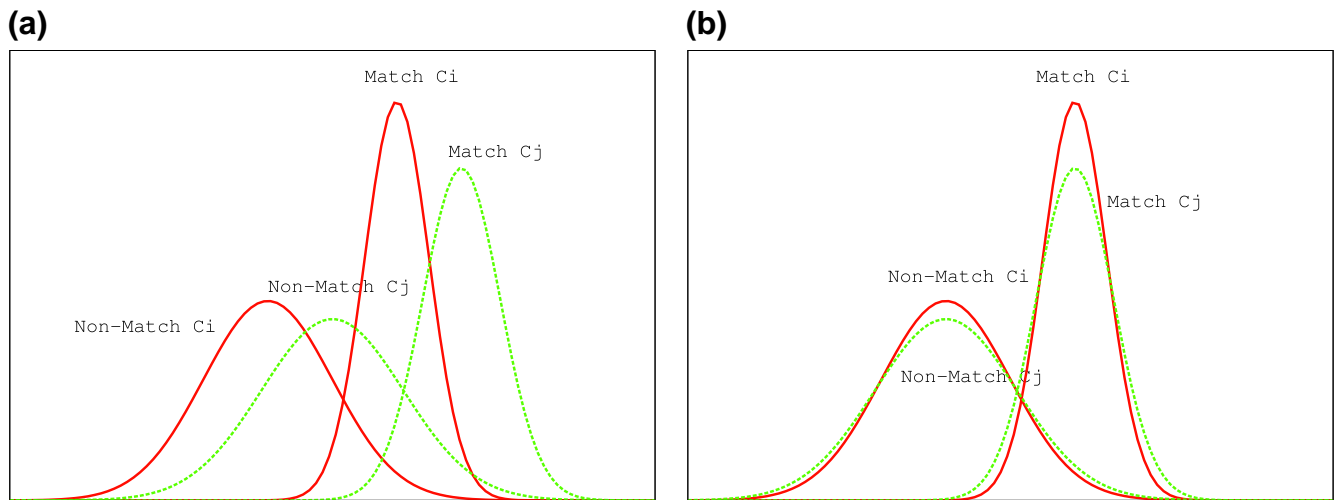 (a)
Match Ci
Match Cj
Non-Match Cj
Non-Match Ci
(b)
Match Ci
Match Cj
Non-Match Ci
Non-Match Cj